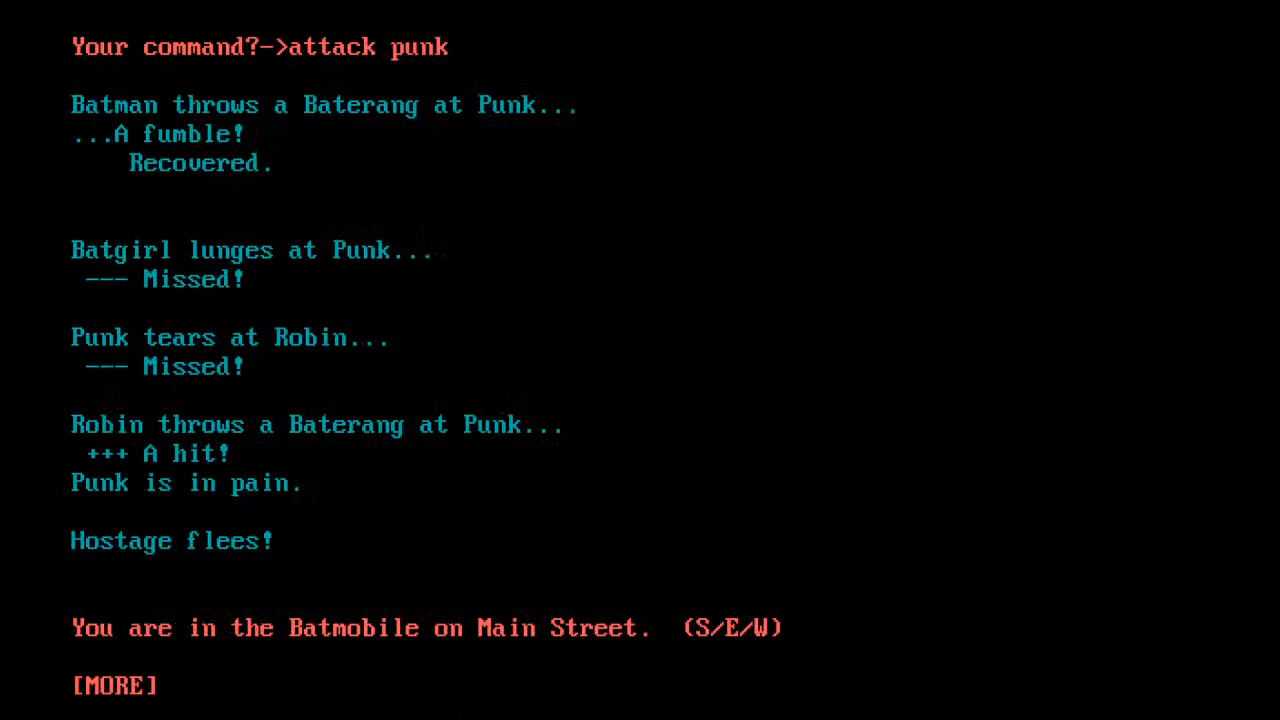 Your command?->attack punk
Batman throws a Baterang at Punk...
...A fumble!
Recovered.
Batgirl lunges at Punk...
--- Missed!
Punk tears at Robin...
--- Missed!
Robin throws a Baterang at Punk...
+++ A hit!
Punk is in pain.
Hostage flees!
You are in the Batmobile on Main Street.  (S/E/W)
[MORE]